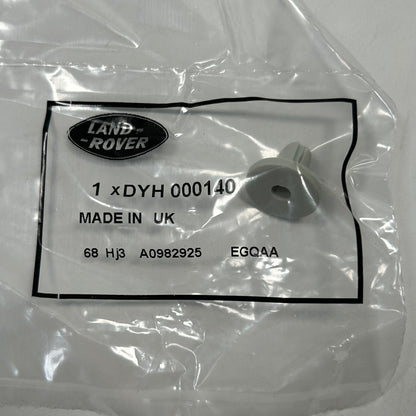 LAND-
-ROVER
1 xDYH 000140
MADE IN UK
68 Hj3 A0982925 EGQAA